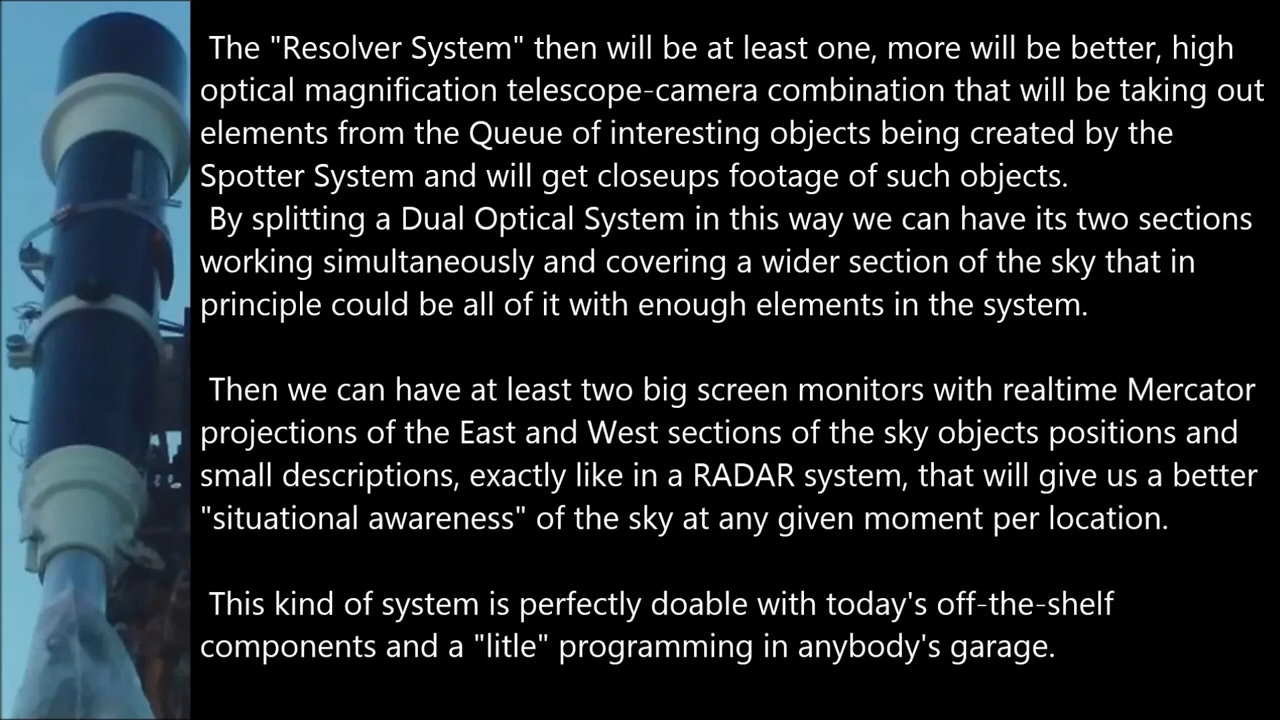 The "Resolver System" then will be at least one, more will be better, high
optical magnification telescope-camera combination that will be taking out
elements from the Queue of interesting objects being created by the
Spotter System and will get closeups footage of such objects.
By splitting a Dual Optical System in this way we can have its two sections
working simultaneously and covering a wider section of the sky that in
principle could be all of it with enough elements in the system.
Then we can have at least two big screen monitors with realtime Mercator
projections of the East and West sections of the sky objects positions and
small descriptions, exactly like in a RADAR system, that will give us a better
"situational awareness" of the sky at any given moment per location.
This kind of system is perfectly doable with today's off-the-shelf
components and a "litle" programming in anybody's garage.